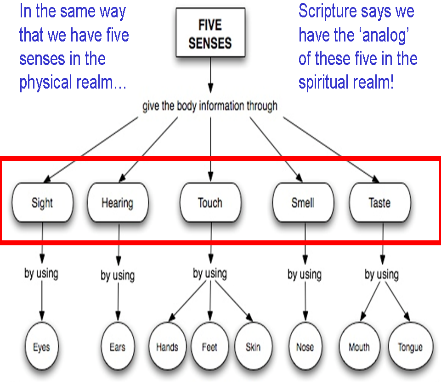 In the same way
that we have five
senses in the
physical realm…
FIVE
SENSES
Scripture says we
have the ‘analog’
of these five in the
spiritual realm!
give the body information through
Sight
Hearing
Touch
Smell
Taste
by using
by using
by using
by using
by using
Eyes
Ears
Hands
Feet
Skin
Nose
Mouth
Tongue